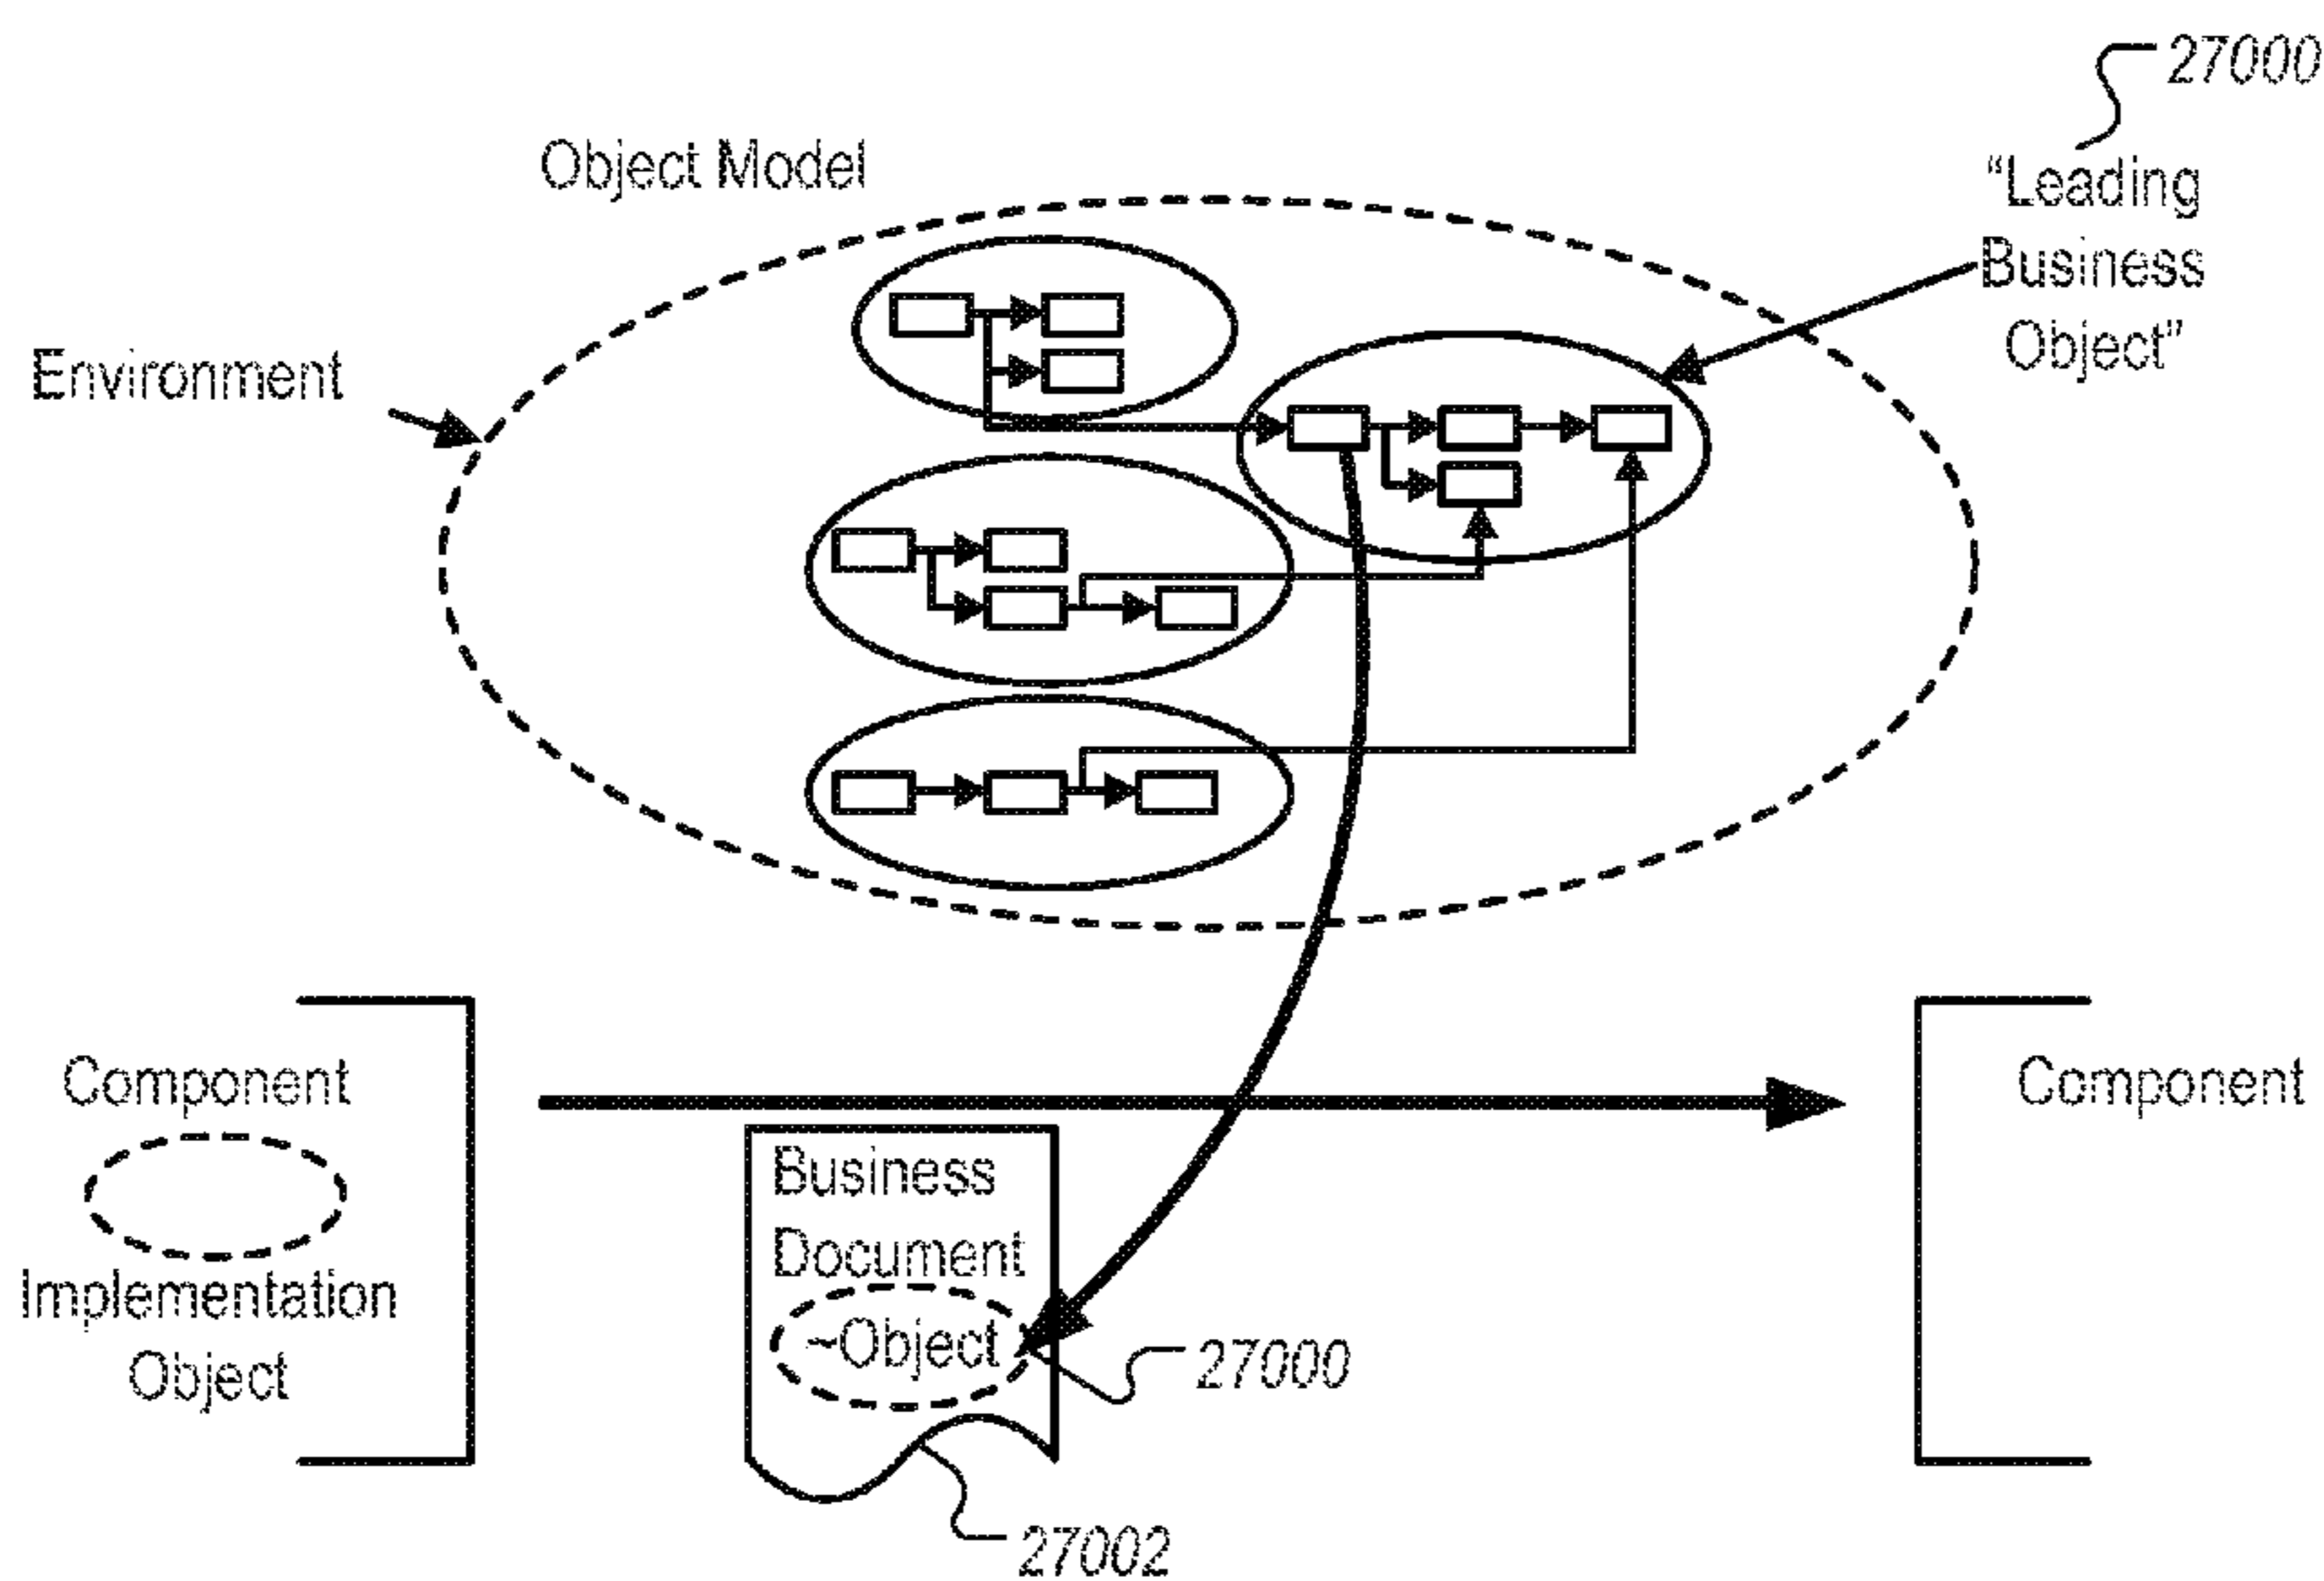 27000
Object Model
“Leading
Business
Object”
Environment
Component
Implementation
Object
Component
Business
Document
~Object
27000
27002